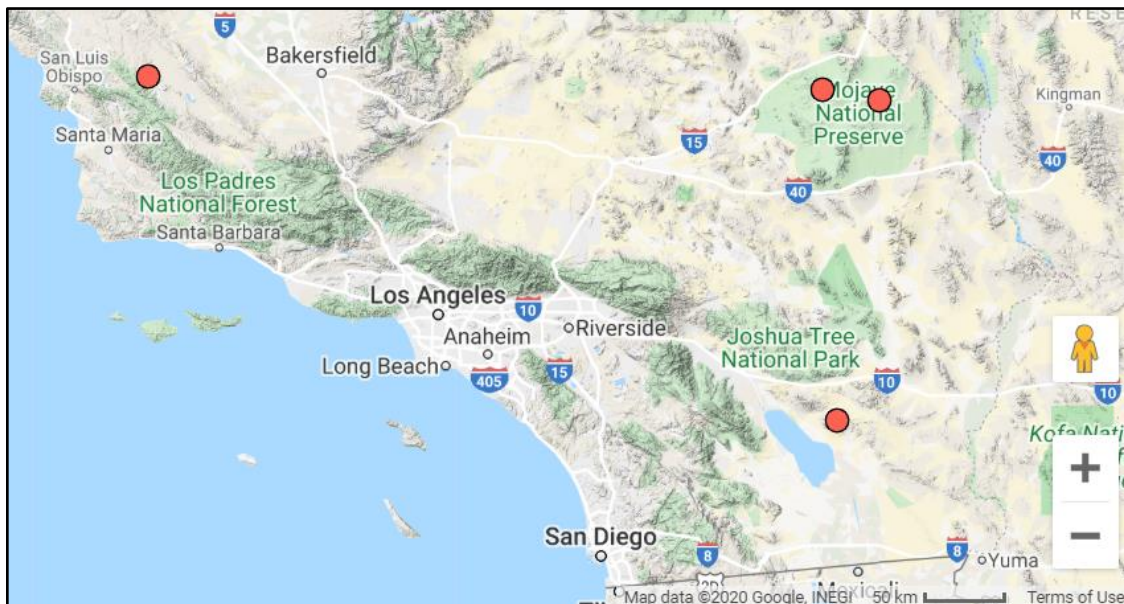 RESE
5
San Luis
Obispo
Bakersfield
Mojave
National
Preserve
Kingman
Santa Maria
15
40
40
Los Padres
National Forest
Santa Barbara
Los Angeles
10
Riverside
Anaheim
Joshua Tree
National Park
Long Beach
405
15
10
10
Kofa Nati
+
San Diego
8
8
Yuma
Mexicali
Map data ©2020 Google, INEGI
50 km
Terms of Use